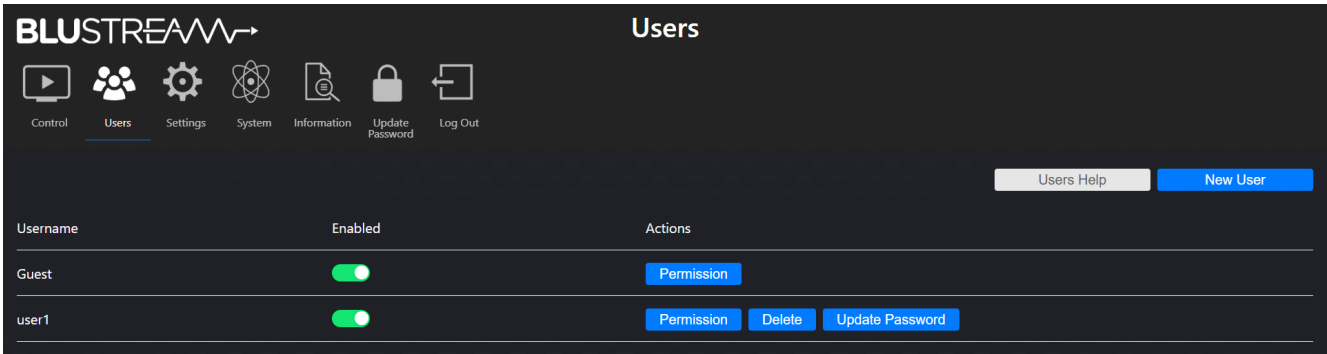 BLUSTREAM
Users
Control Users Settings System Information Update Password Log Out
Users Help New User
Username Enabled Actions
Guest Permission
user1 Permission Delete Update Password